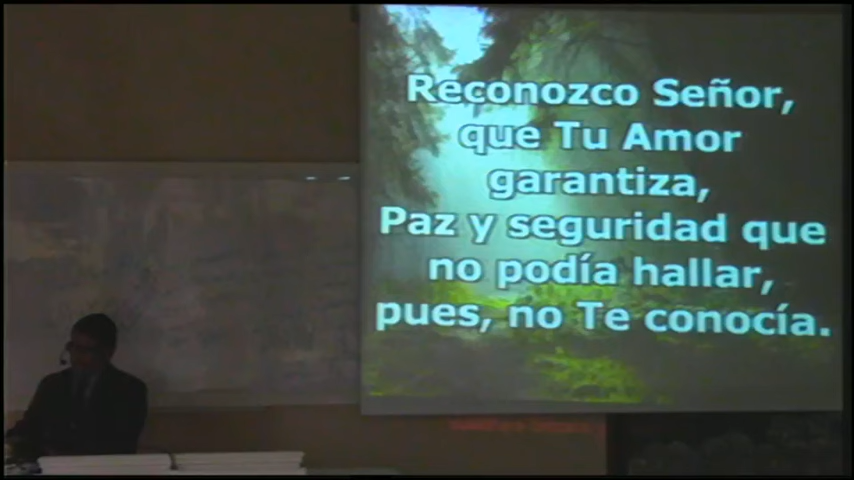 Reconozco Señor,
que Tu Amor
garantiza,
Paz y seguridad que
no podía hallar,
pues, no Te conocía.